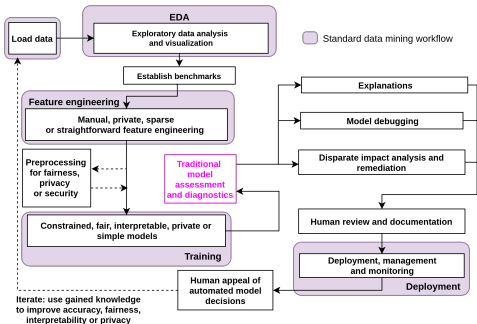 EDA
Load data
Exploratory data analysis
and visualization
Standard data mining workflow
Establish benchmarks
Explanations
Feature engineering
Manual, private, sparse
or straightforward feature engineering
Model debugging
Preprocessing
for fairness,
privacy
or security
Traditional
model
assessment
and diagnostics
Disparate impact analysis and
remediation
Constrained, fair, interpretable, private or
simple models
Training
Human review and documentation
Deployment, management
and monitoring
Deployment
Human appeal of
automated model
decisions
Iterate: use gained knowledge
to improve accuracy, fairness,
interpretability or privacy